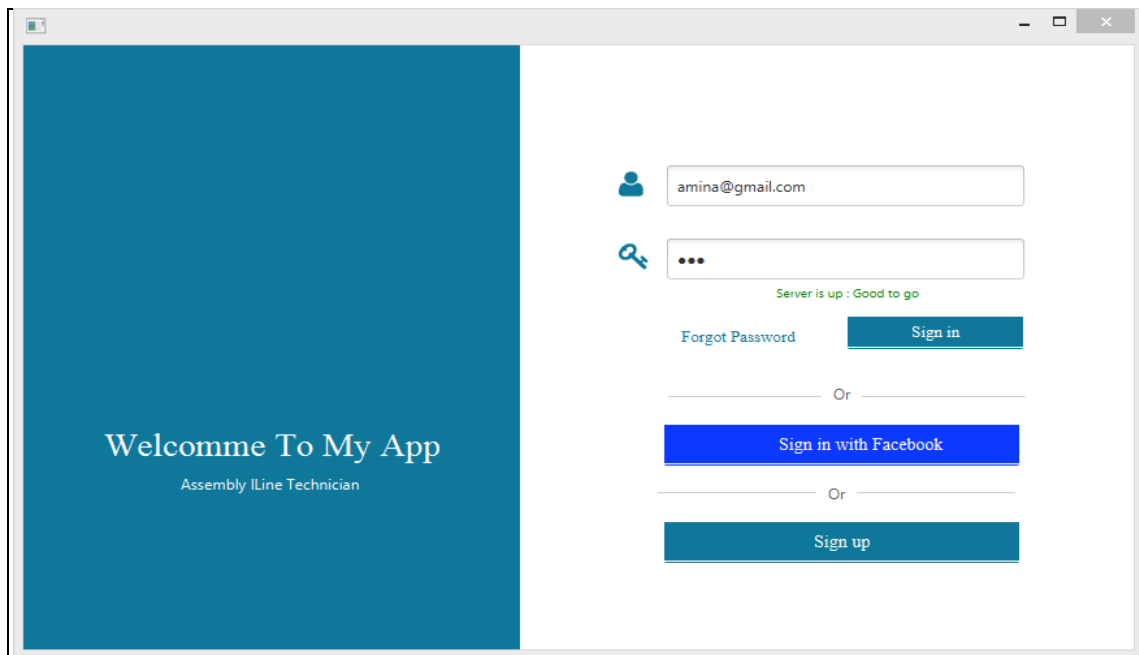 Welcomme To My App
Assembly lLine Technician
amina@gmail.com
●●●
Server is up : Good to go
Forgot Password
Sign in
Or
Sign in with Facebook
Or
Sign up